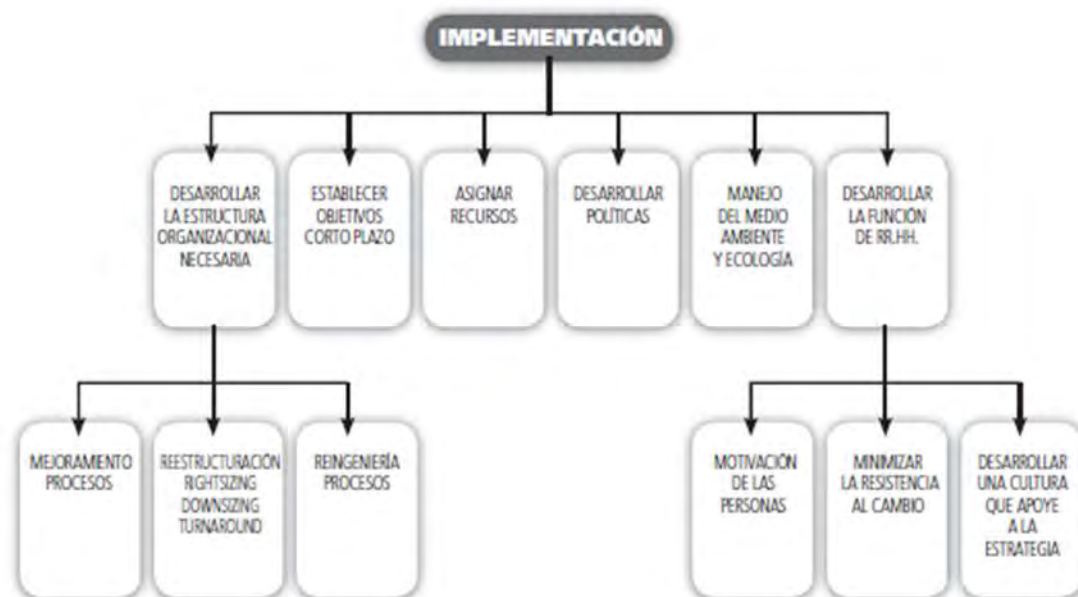 IMPLEMENTACIÓN
DESARROLLAR
LA ESTRUCTURA
ORGANIZACIONAL
NECESARIA
ESTABLECER
OBJETIVOS
CORTO PLAZO
ASIGNAR
RECURSOS
DESARROLLAR
POLÍTICAS
MANEJO
DEL MEDIO
AMBIENTE
Y ECOLOGÍA
DESARROLLAR
LA FUNCIÓN
DE RR.HH.
MEJORAMIENTO
PROCESOS
REESTRUCTURACIÓN
RIGHTSIZING
DOWNSIZING
TURNAROUND
REINGENIERÍA
PROCESOS
MOTIVACIÓN
DE LAS
PERSONAS
MINIMIZAR
LA RESISTENCIA
AL CAMBIO
DESARROLLAR
UNA CULTURA
QUE APOYE
A LA
ESTRATEGIA